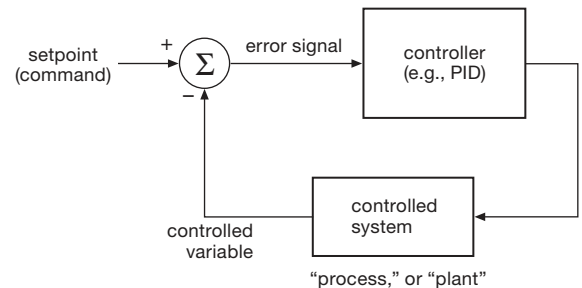 setpoint
(command)
+
Σ
−
error signal
controller
(e.g., PID)
controlled
system
controlled
variable
“process,” or “plant”